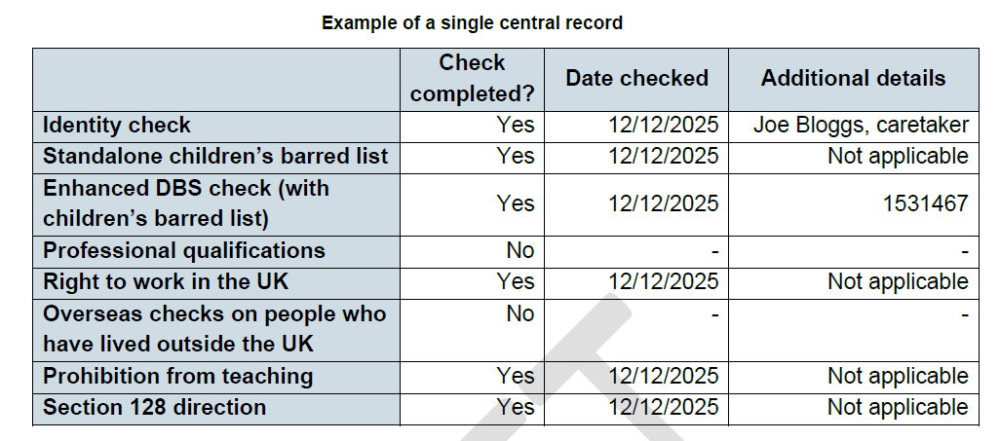 Example of a single central record
Check
completed?
Date checked
Additional details
Identity check Yes 12/12/2025 Joe Bloggs, caretaker
Standalone children’s barred list Yes 12/12/2025 Not applicable
Enhanced DBS check (with
children’s barred list) Yes 12/12/2025 1531467
Professional qualifications No - -
Right to work in the UK Yes 12/12/2025 Not applicable
Overseas checks on people who
have lived outside the UK No - -
Prohibition from teaching Yes 12/12/2025 Not applicable
Section 128 direction Yes 12/12/2025 Not applicable